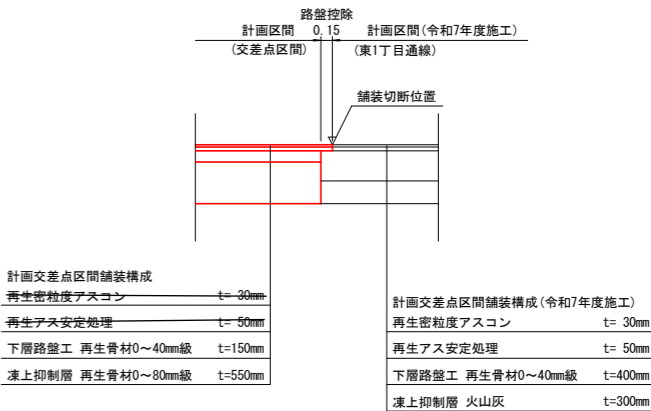 路盤控除
計画区間 0.15 計画区間(令和7年度施工)
(交差点区間) (東1丁目通線)
舗装切断位置
計画交差点区間舗装構成
再生密粒度アスコン t= 30mm
再生アス安定処理 t= 50mm
下層路盤工 再生骨材0～40mm級 t=150mm
凍上抑制層 再生骨材0～80mm級 t=550mm
計画交差点区間舗装構成(令和7年度施工)
再生密粒度アスコン t= 30mm
再生アス安定処理 t= 50mm
下層路盤工 再生骨材0～40mm級 t=400mm
凍上抑制層 火山灰 t=300mm